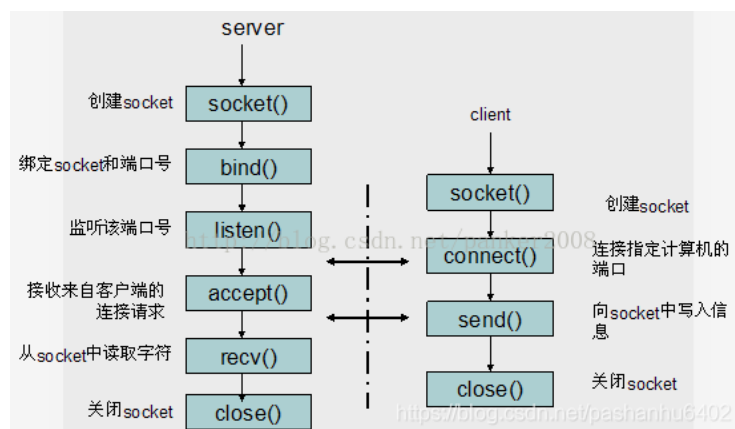 server
创建socket
socket()
client
绑定socket和端口号
bind()
socket()
创建socket
监听该端口号
listen()
http://blog.csdn.net/panker2008
connect()
连接指定计算机的
端口
接收来自客户端的
连接请求
accept()
send()
向socket中写入信
息
从socket中读取字符
recv()
close()
关闭socket
关闭socket
close()
https://blog.csdn.net/pashanhu6402